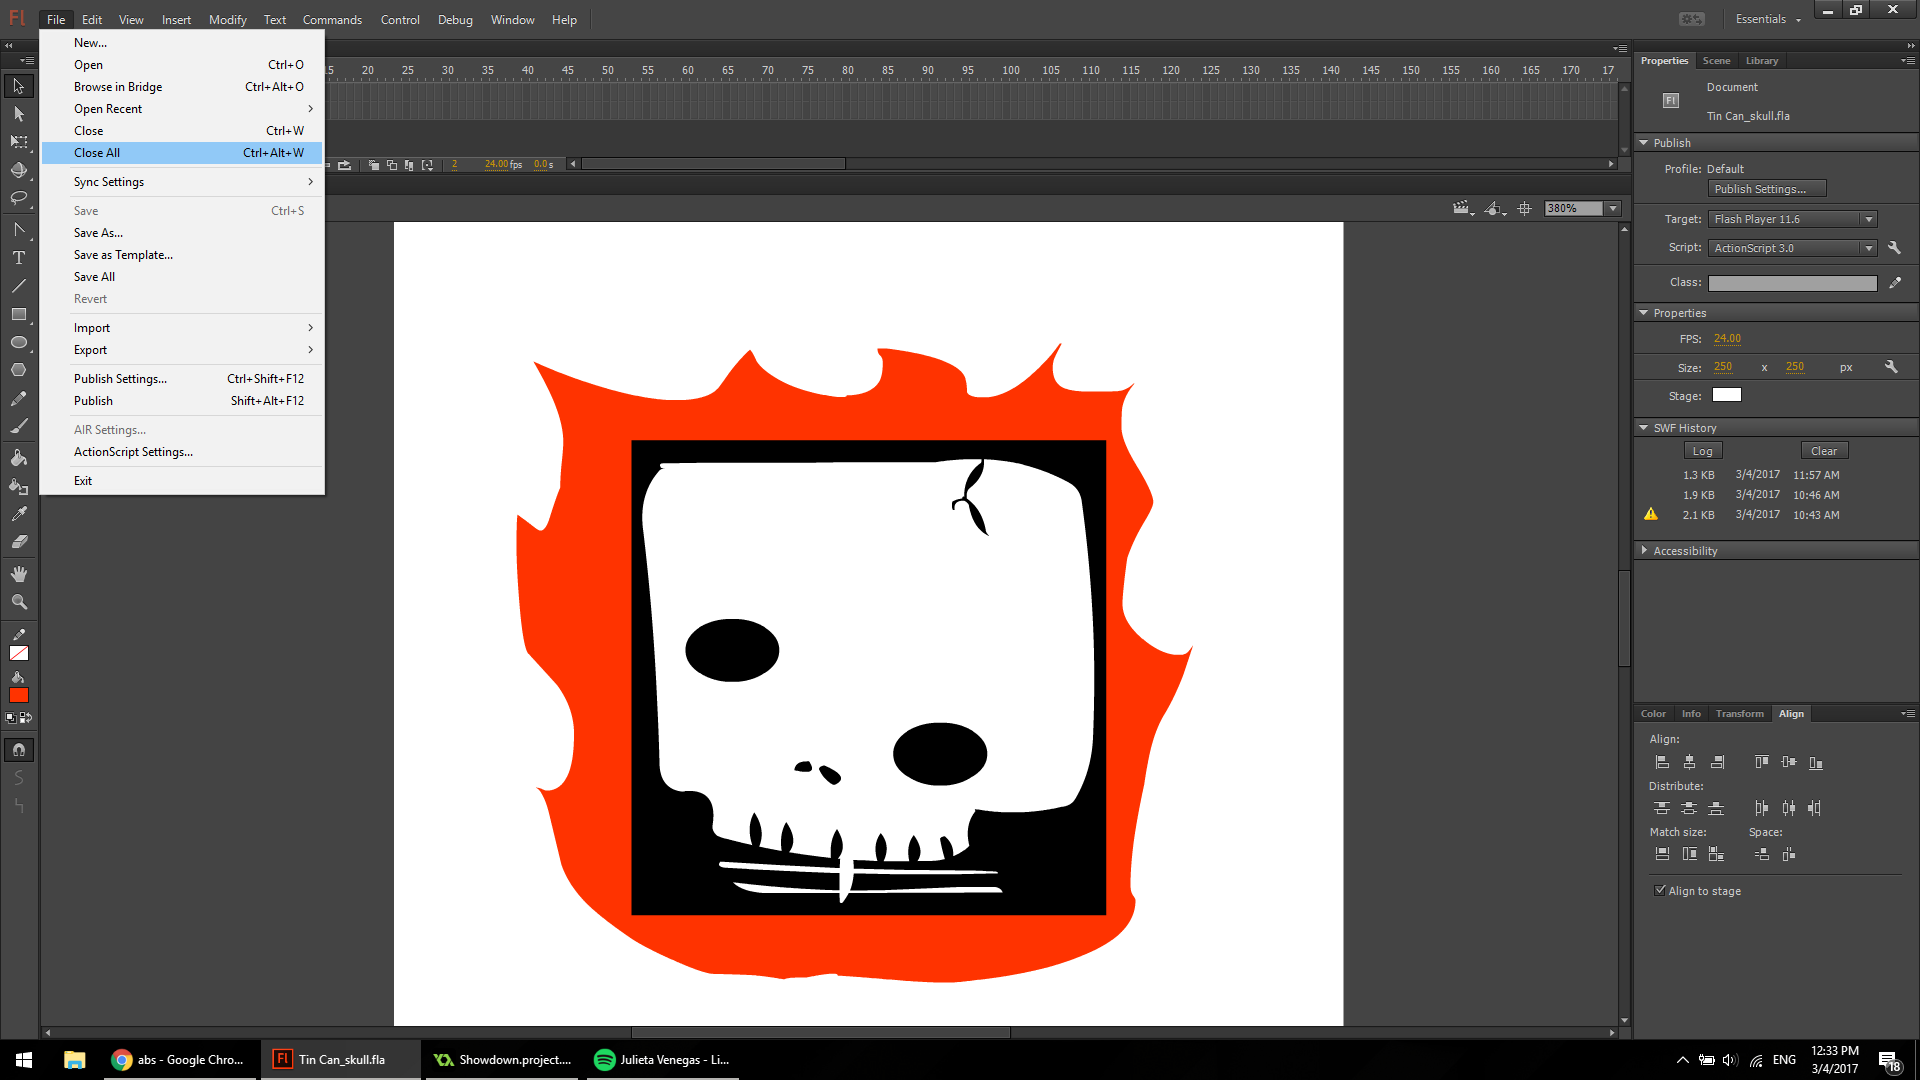 Fl File Edit View Insert Modify Text Commands Control Debug Window Help Essentials
New...
Open Ctrl+O
Browse in Bridge Ctrl+Alt+O
Open Recent
Close Ctrl+W
Close All Ctrl+Alt+W
Sync Settings
Save Ctrl+S
Save As...
Save as Template...
Save All
Revert
Import
Export
Publish Settings... Ctrl+Shift+F12
Publish Shift+Alt+F12
AIR Settings...
ActionScript Settings...
Exit
15 20 25 30 35 40 45 50 55 60 65 70 75 80 85 90 95 100 105 110 115 120 125 130 135 140 145 150 155 160 165 170 17
2 24.00 fps 0.0 s
380%
T
Properties Scene Library
Fl
Document
Tin Can_skull.fla
Publish
Profile: Default
Publish Settings...
Target: Flash Player 11.6
Script: ActionScript 3.0
Class:
Properties
FPS: 24.00
Size: 250 x 250 px
Stage:
SWF History
Log Clear
1.3 KB 3/4/2017 11:57 AM
1.9 KB 3/4/2017 10:46 AM
2.1 KB 3/4/2017 10:43 AM
Accessibility
Color Info Transform Align
Align:
Distribute:
Match size: Space:
Align to stage
abs - Google Chro...
Fl Tin Can_skull.fla
Showdown.project....
Julieta Venegas - Li...
ENG
12:33 PM
3/4/2017
18